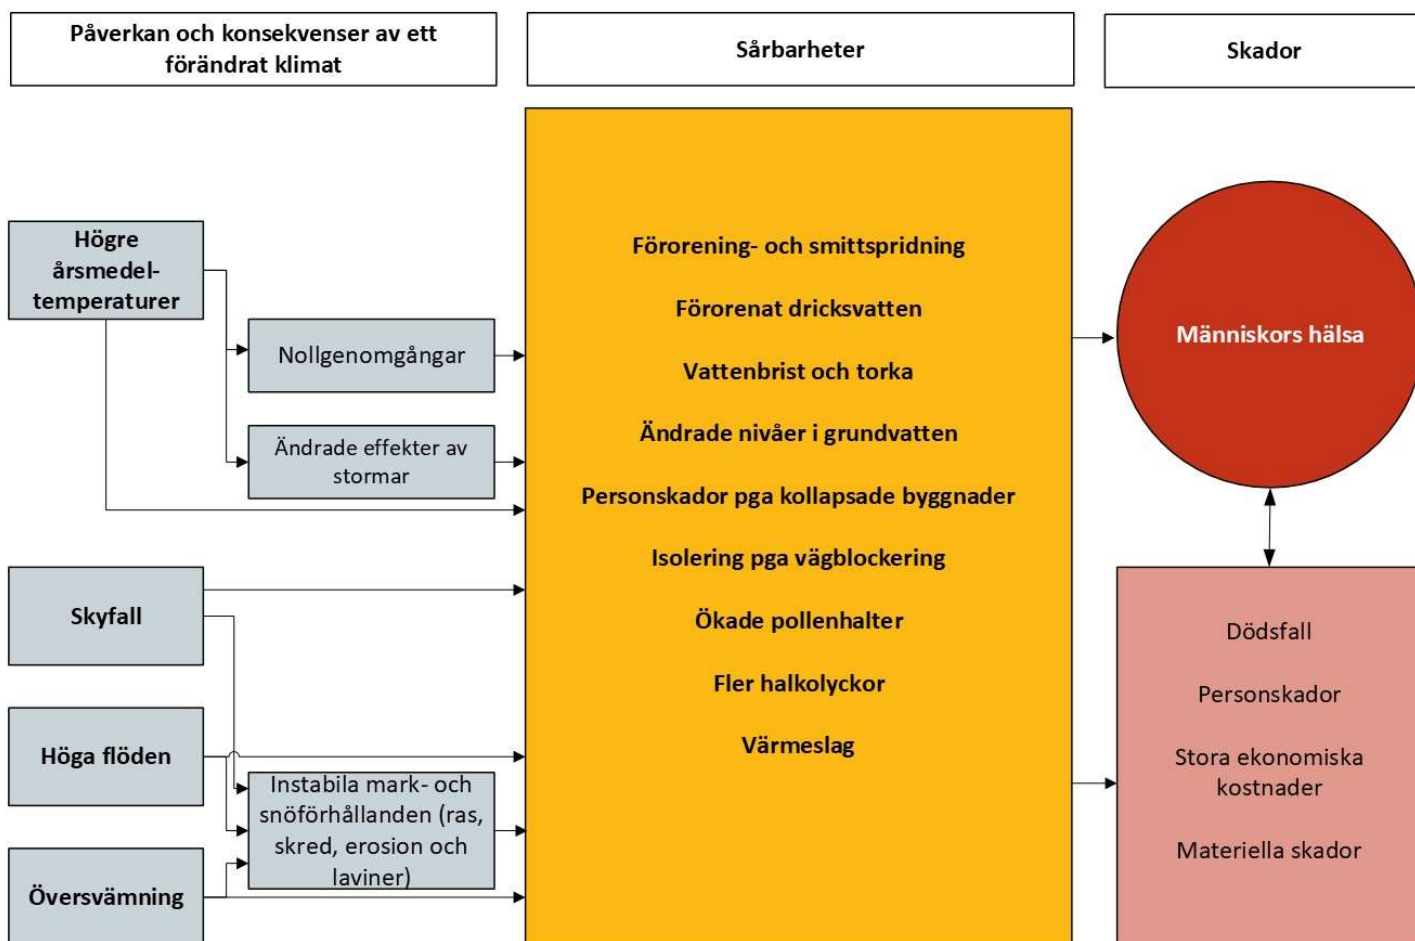 Påverkan och konsekvenser av ett
förändrat klimat
Sårbarheter
Skador
Högre
årsmedel-
temperaturer
Nollgenomgångar
Ändrade effekter av
stormar
Skyfall
Höga flöden
Instabila mark- och
snöförhållanden (ras,
skred, erosion och
laviner)
Översvämning
Förorening- och smittspridning
Förorenat dricksvatten
Vattenbrist och torka
Ändrade nivåer i grundvatten
Personskador pga kollapsade byggnader
Isolering pga vägblockering
Ökade pollenhalter
Fler halkolyckor
Värmeslag
Människors hälsa
Dödsfall
Personskador
Stora ekonomiska
kostnader
Materiella skador